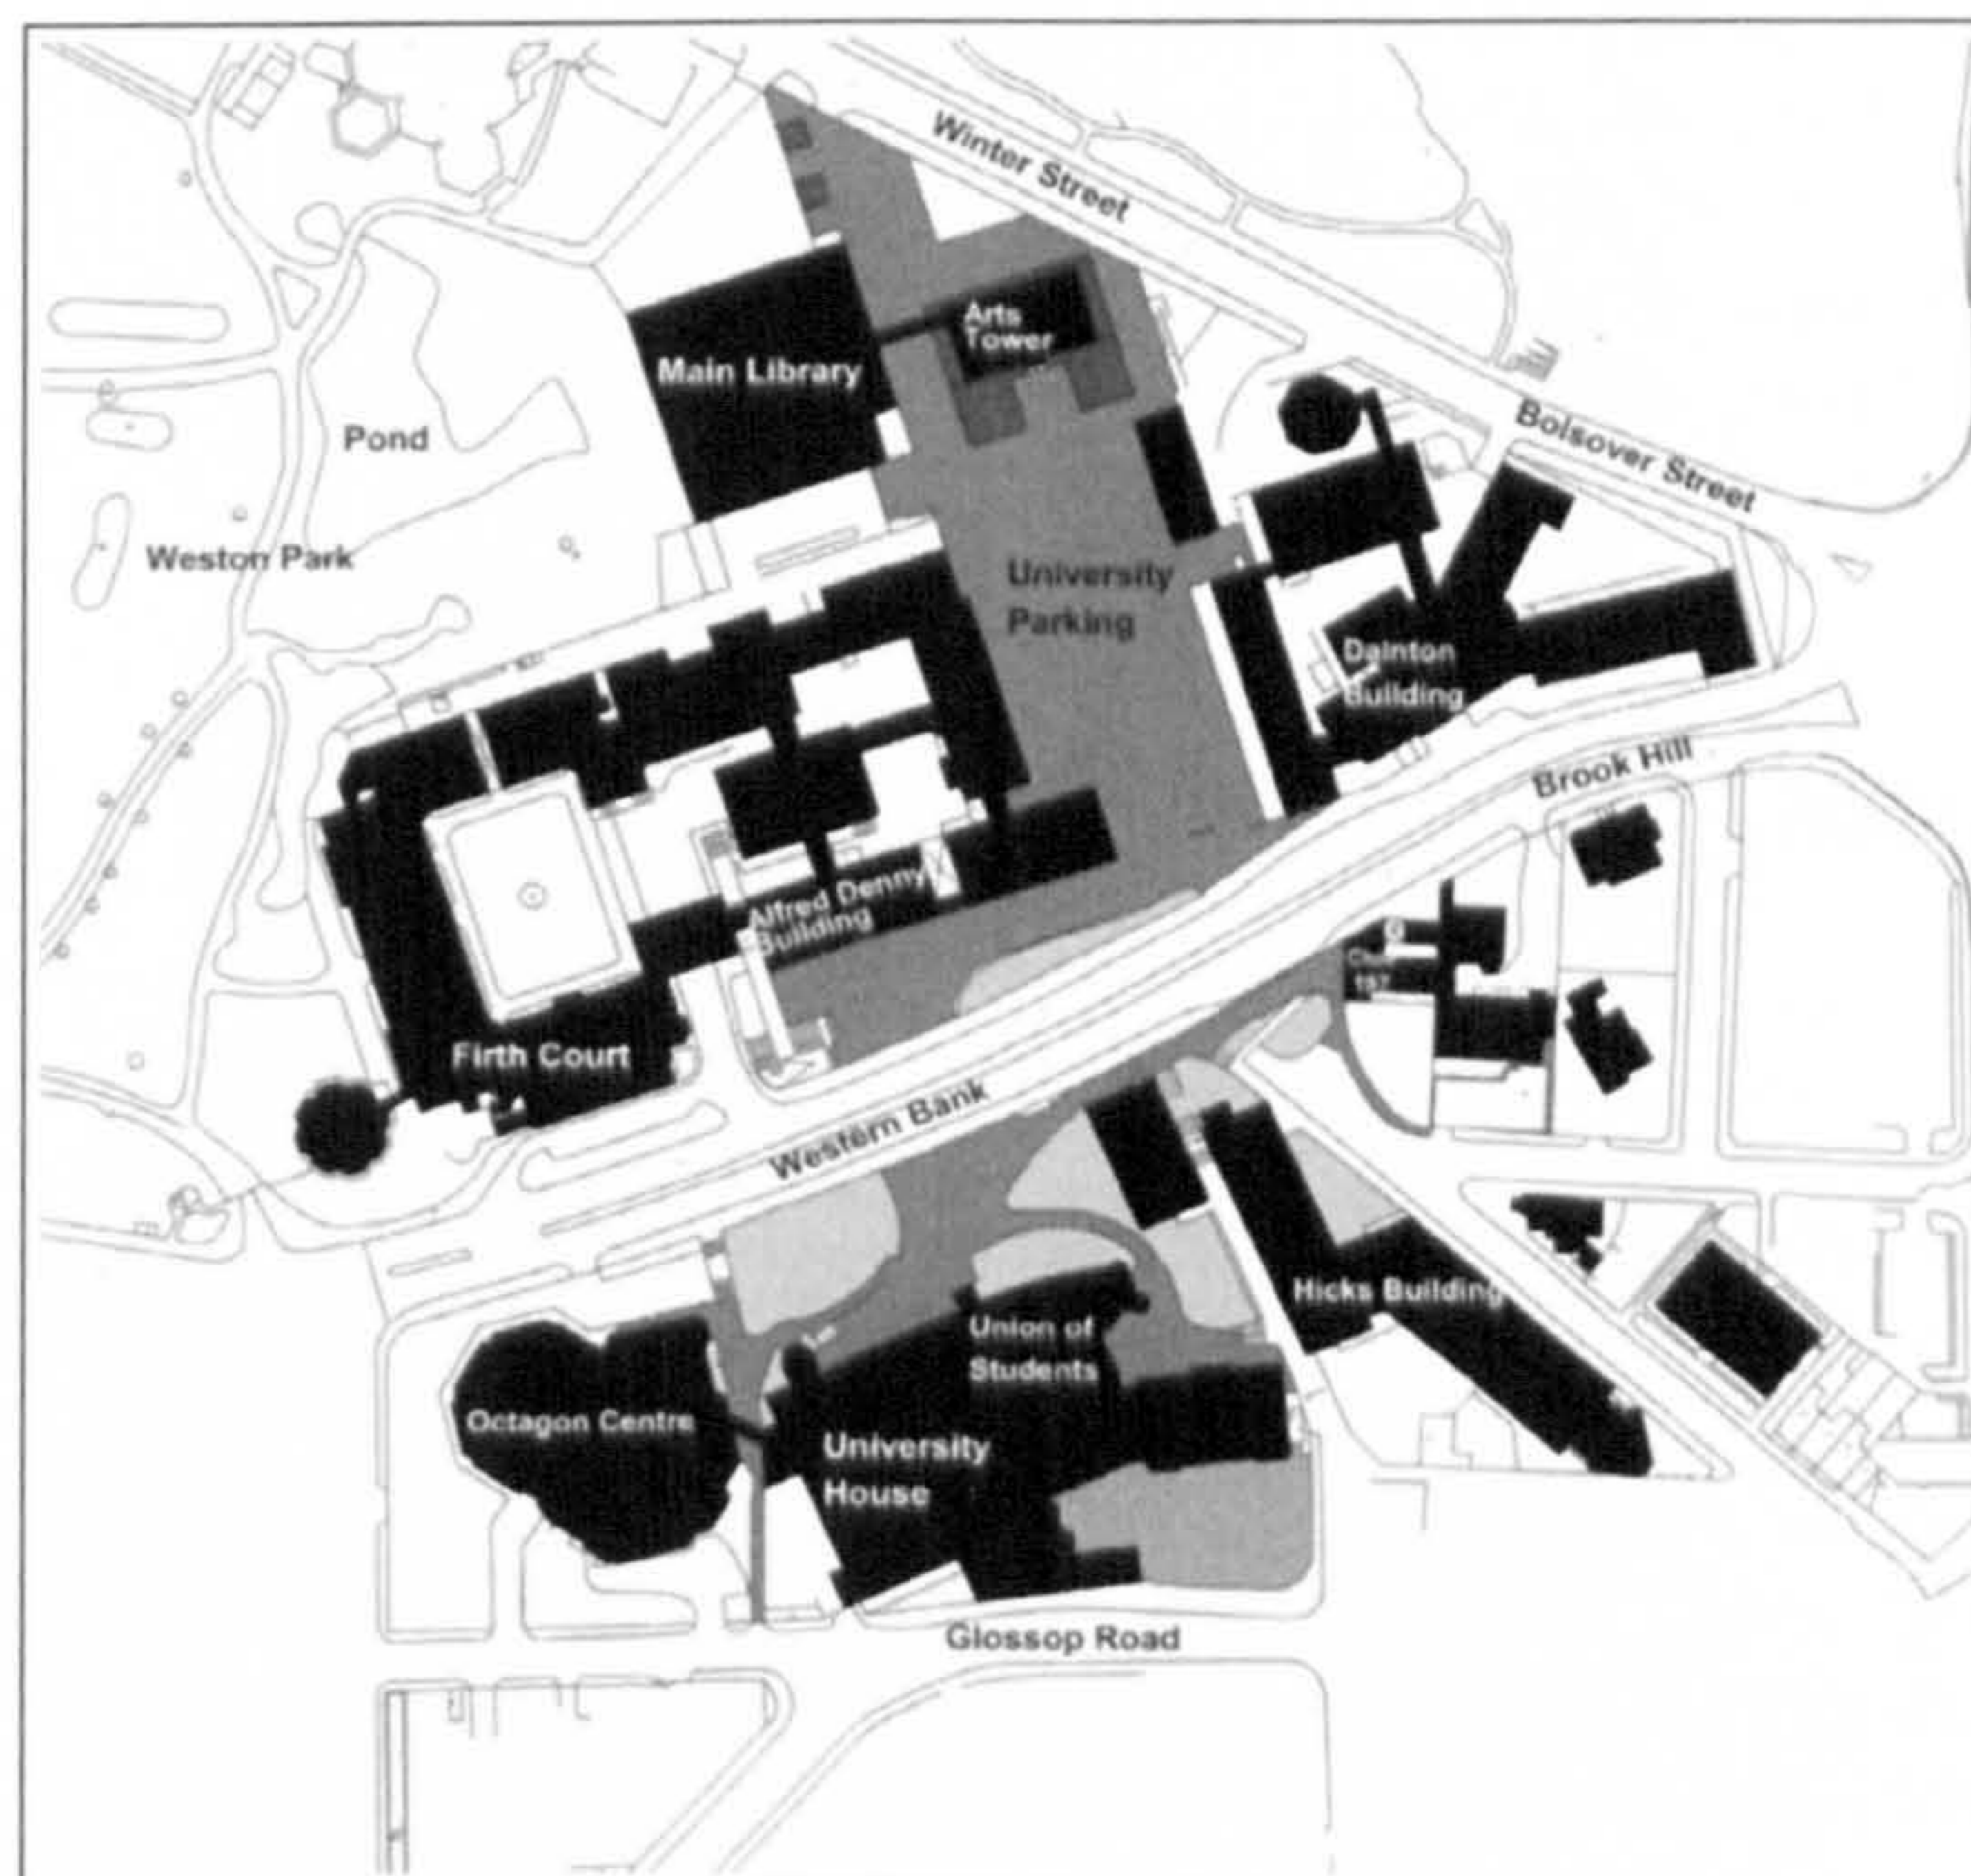 Winter Street
Arts
Tower
Main Library
Pond
Bolsover Street
Weston Park
University
Parking
Dainton
Building
Brook Hill
Alfred Denny
Building
Firth Court
Western Bank
Hicks Building
Union of
Students
Octagon Centre
University
House
Glossop Road